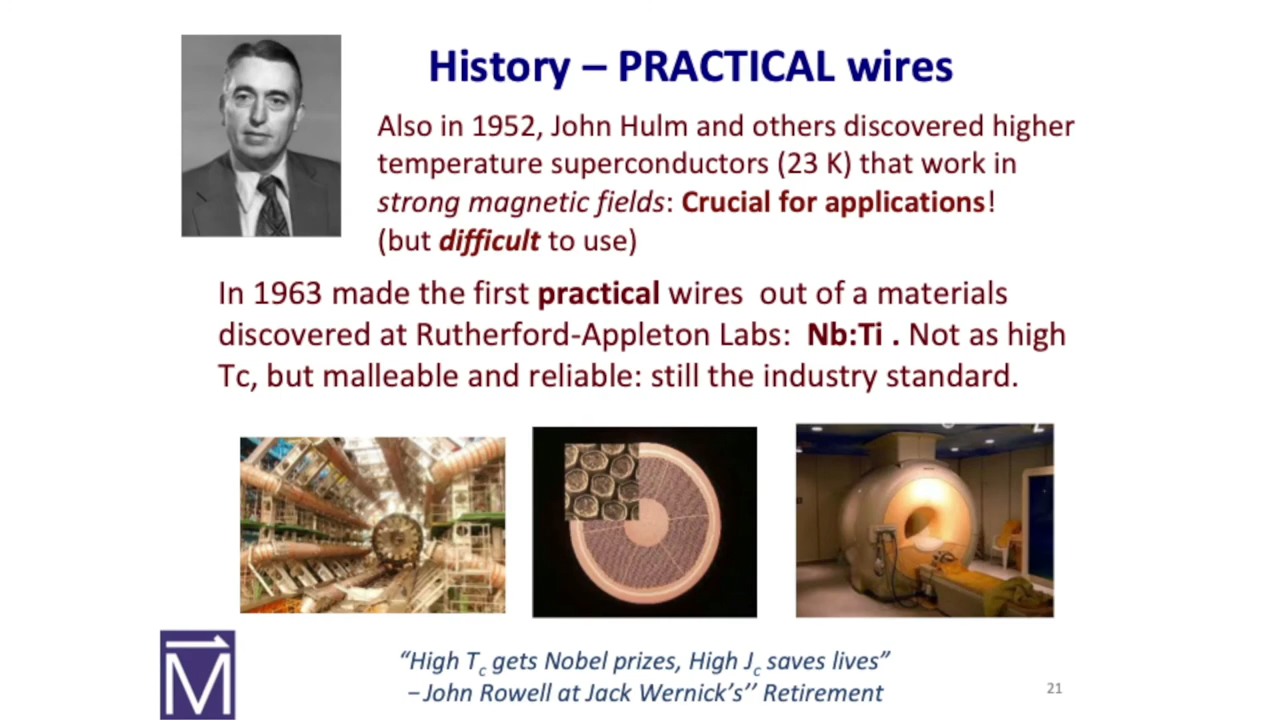 History – PRACTICAL wires
Also in 1952, John Hulm and others discovered higher
temperature superconductors (23 K) that work in
strong magnetic fields: Crucial for applications!
(but difficult to use)
In 1963 made the first practical wires out of a materials
discovered at Rutherford-Appleton Labs: Nb:Ti . Not as high
Tc, but malleable and reliable: still the industry standard.
M
“High Tc gets Nobel prizes, High Jc saves lives”
–John Rowell at Jack Wernick’s’’ Retirement
21